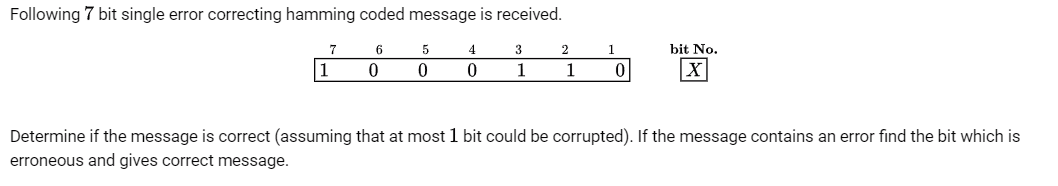 Following 7 bit single error correcting hamming coded message is received.
7 6 5 4 3 2 1 bit No.
1 0 0 0 1 1 0 X
Determine if the message is correct (assuming that at most 1 bit could be corrupted). If the message contains an error find the bit which is
erroneous and gives correct message.